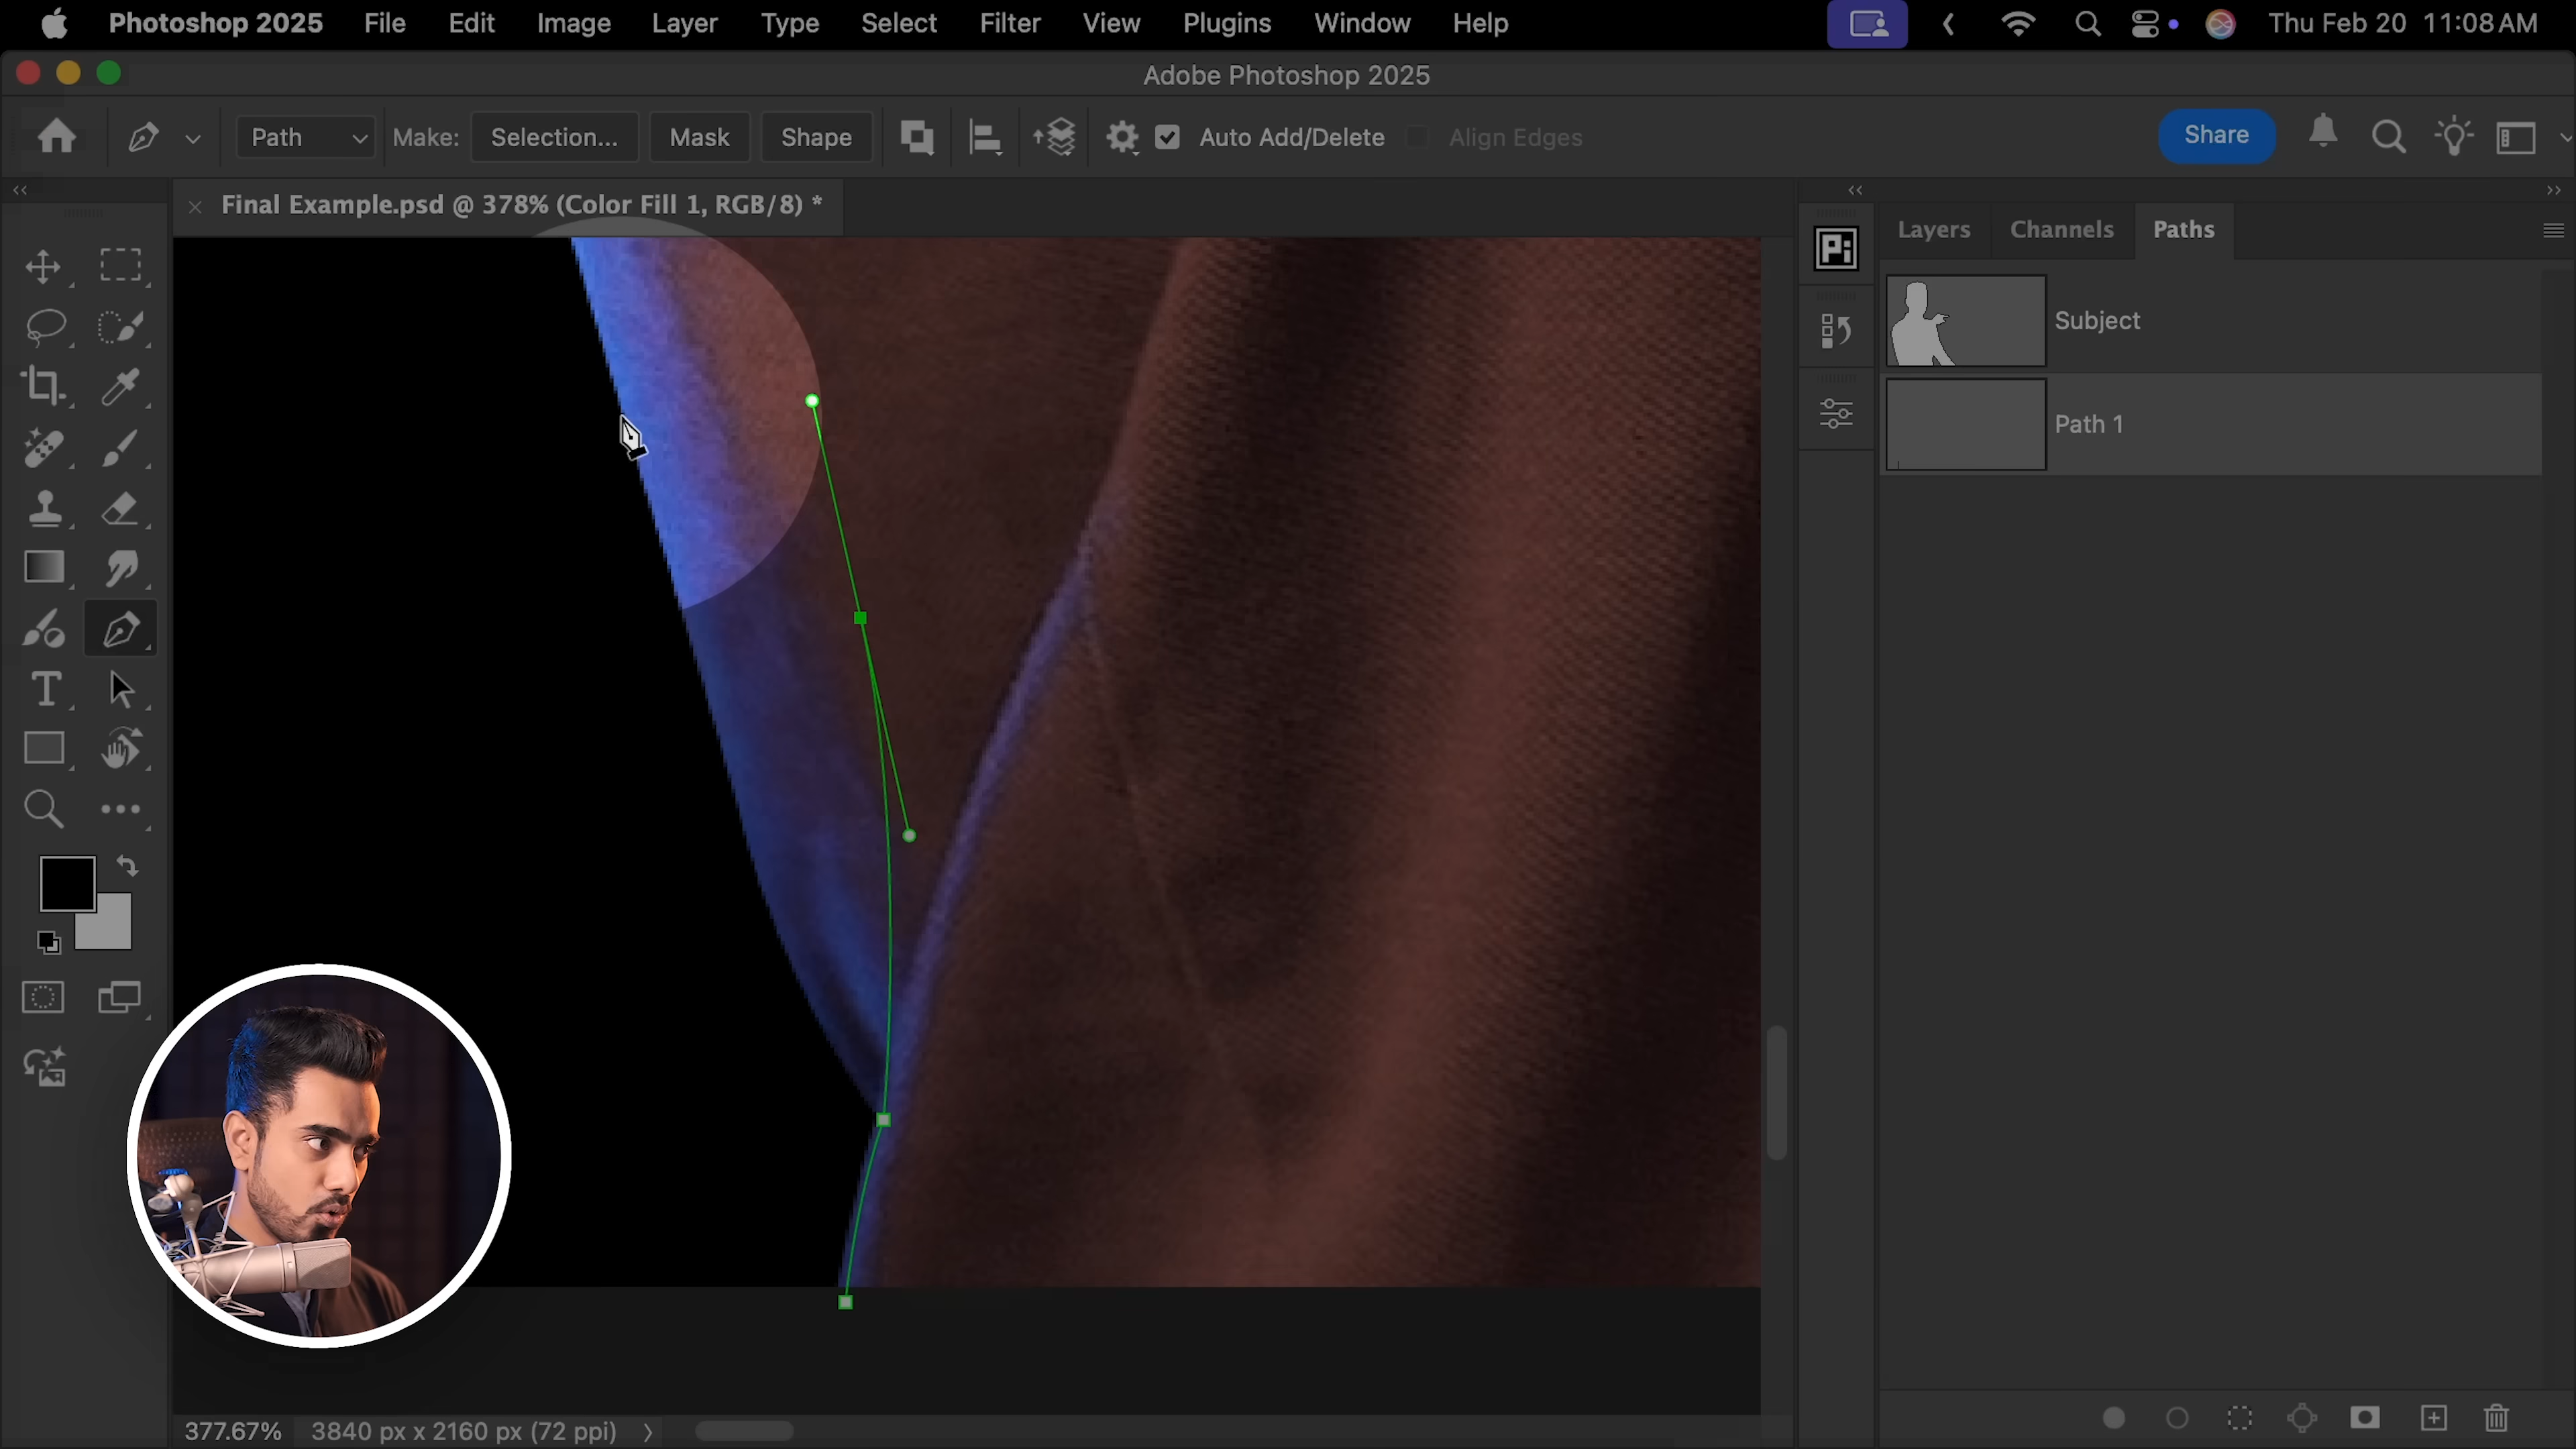 Photoshop 2025 File Edit Image Layer Type Select Filter View Plugins Window Help Thu Feb 20 11:08 AM
Adobe Photoshop 2025
Path Make: Selection... Mask Shape Auto Add/Delete Align Edges Share
Final Example.psd @ 378% (Color Fill 1, RGB/8) *
Pi
Layers Channels Paths
Subject
Path 1
377.67% 3840 px x 2160 px (72 ppi)